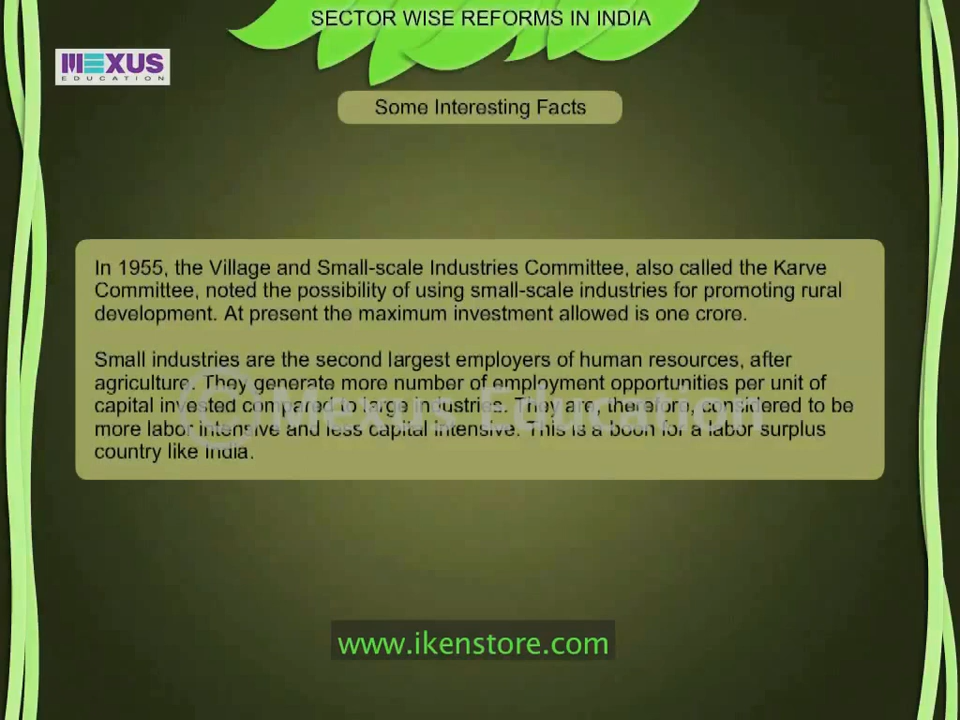 SECTOR WISE REFORMS IN INDIA
MEXUS
EDUCATION
Some Interesting Facts
In 1955, the Village and Small-scale Industries Committee, also called the Karve
Committee, noted the possibility of using small-scale industries for promoting rural
development. At present the maximum investment allowed is one crore.
Small industries are the second largest employers of human resources, after
agriculture. They generate more number of employment opportunities per unit of
capital invested compared to large industries. They are, therefore, considered to be
more labor intensive and less capital intensive. This is a boon for a labor surplus
country like India.
© Mexus Education
www.ikenstore.com